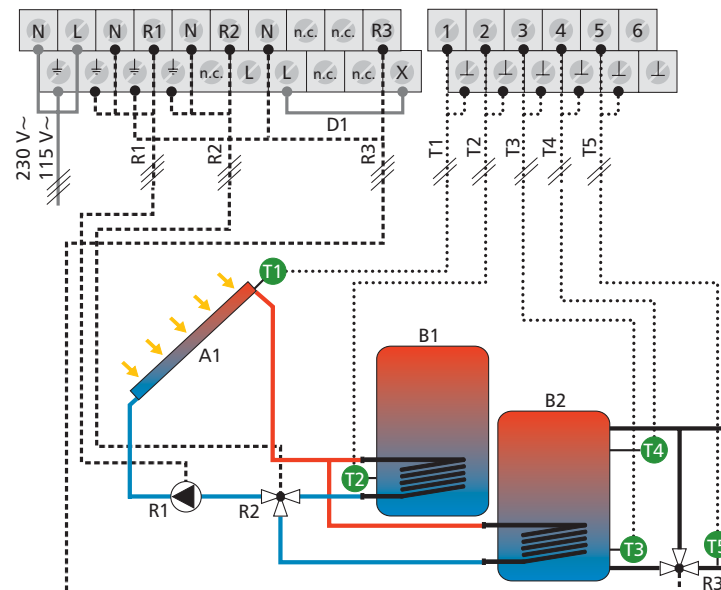 N L N R1 N R2 N n.c. n.c. R3 1 2 3 4 5 6
n.c. L L n.c. n.c. X
D1
230 V~
115 V~
R1
R2
R3
T1
T2
T3
T4
T5
T1
A1
B1
B2
T2
T4
R1
R2
T3
T5
R3